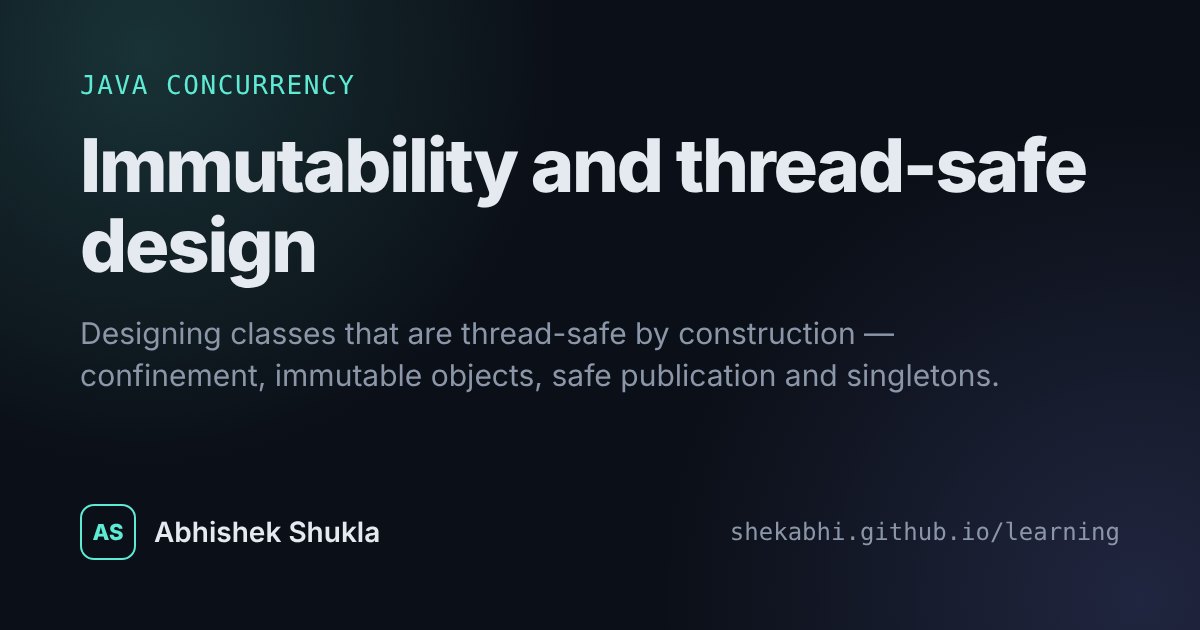 JAVA CONCURRENCY
Immutability and thread-safe
design
Designing classes that are thread-safe by construction —
confinement, immutable objects, safe publication and singletons.
AS
Abhishek Shukla
shekabhi.github.io/learning